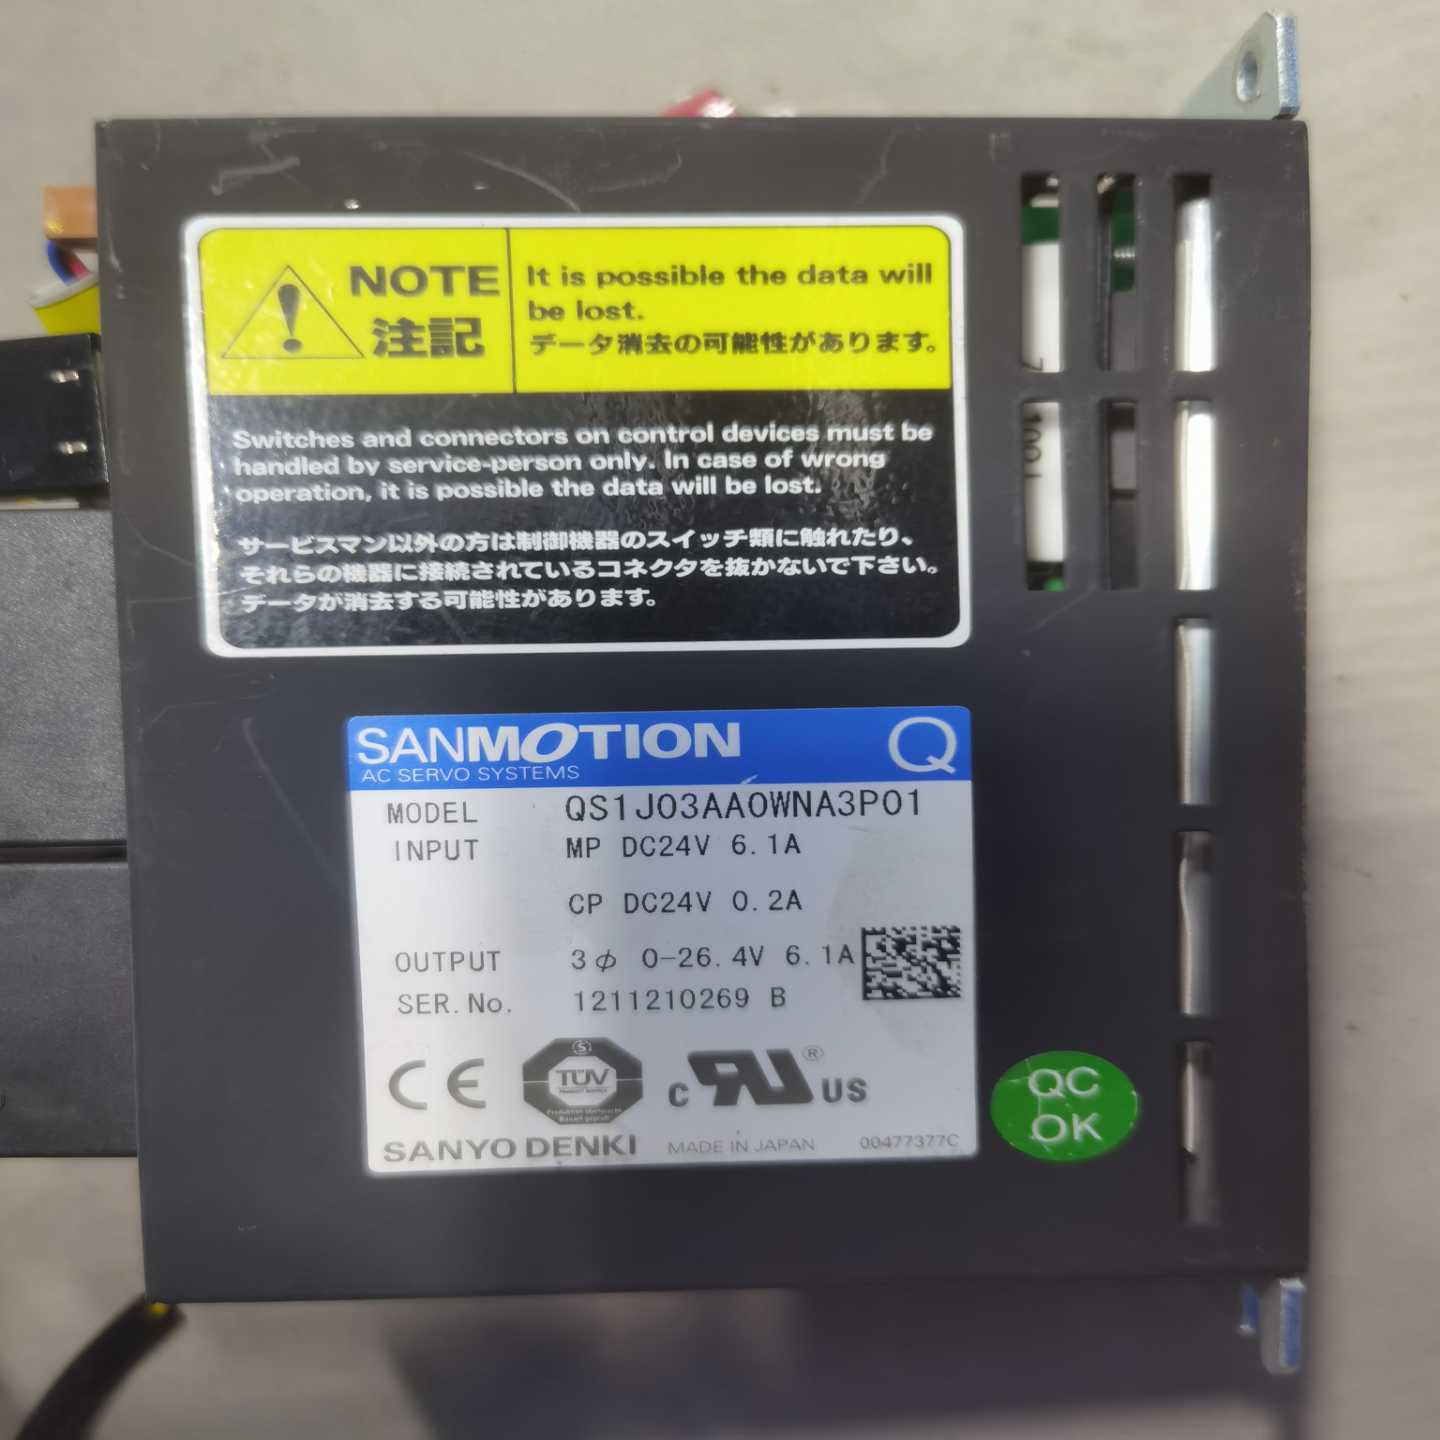 NOTE
注記
It is possible the data will
be lost.
データ消去の可能性があります。
Switches and connectors on control devices must be
handled by service-person only. In case of wrong
operation, it is possible the data will be lost.
サービスマン以外の方は制御機器のスイッチ類に触れたり、
それらの機器に接続されているコネクタを抜かないで下さい。
データが消去する可能性があります。
SANMOTION Q
AC SERVO SYSTEMS
MODEL QS1J03AA0WNA3P01
INPUT MP DC24V 6.1A
CP DC24V 0.2A
OUTPUT 3φ 0-26.4V 6.1A
SER.No. 1211210269 B
CE
TÜV
c RU ® US
SANYO DENKI MADE IN JAPAN 00477377C
QC
OK